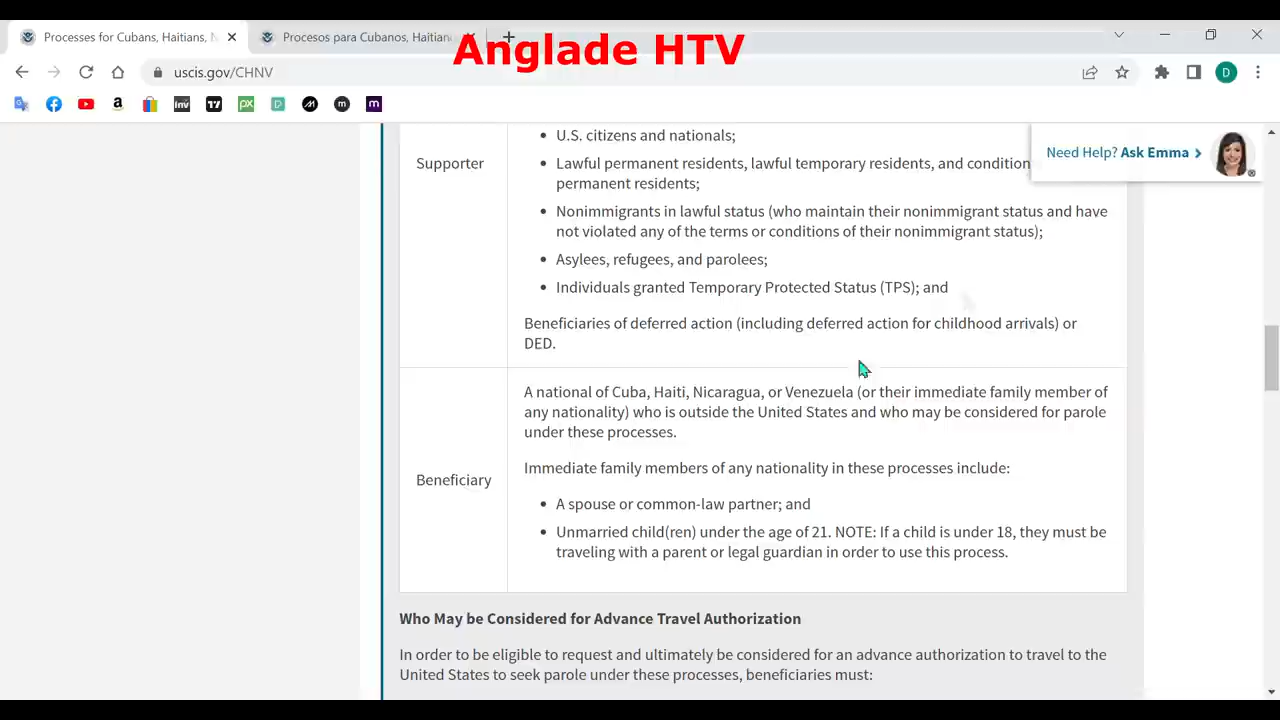 Processes for Cubans, Haitians, N
Procesos para Cubanos, Haitian
Anglade HTV
uscis.gov/CHNV
D
Need Help? Ask Emma
Supporter
U.S. citizens and nationals;
Lawful permanent residents, lawful temporary residents, and condition
permanent residents;
Nonimmigrants in lawful status (who maintain their nonimmigrant status and have
not violated any of the terms or conditions of their nonimmigrant status);
Asylees, refugees, and parolees;
Individuals granted Temporary Protected Status (TPS); and
Beneficiaries of deferred action (including deferred action for childhood arrivals) or
DED.
Beneficiary
A national of Cuba, Haiti, Nicaragua, or Venezuela (or their immediate family member of
any nationality) who is outside the United States and who may be considered for parole
under these processes.
Immediate family members of any nationality in these processes include:
A spouse or common-law partner; and
Unmarried child(ren) under the age of 21. NOTE: If a child is under 18, they must be
traveling with a parent or legal guardian in order to use this process.
Who May be Considered for Advance Travel Authorization
In order to be eligible to request and ultimately be considered for an advance authorization to travel to the
United States to seek parole under these processes, beneficiaries must: